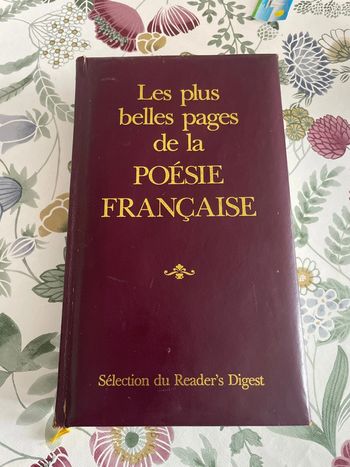 Les plus
belles pages
de la
POÉSIE
FRANÇAISE
Sélection du Reader's Digest